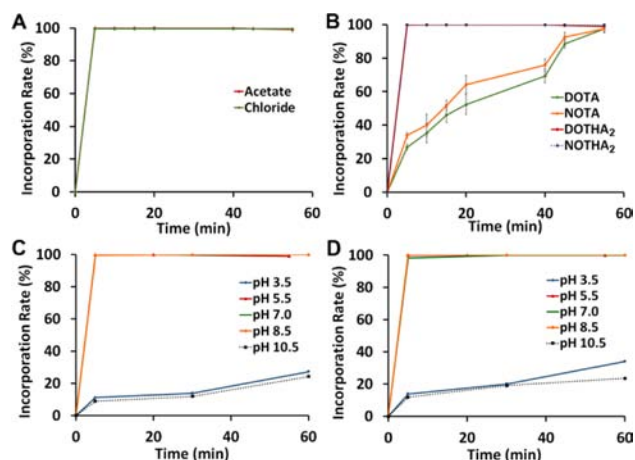 A
B
Incorporation Rate (%)
100
80
60
40
20
0
Acetate
Chloride
0 20 40 60
Time (min)
Incorporation Rate (%)
100
80
60
40
20
0
DOTA
NOTA
DOTHA₂
NOTHA₂
0 20 40 60
Time (min)
C
D
Incorporation Rate (%)
100
80
60
40
20
0
pH 3.5
pH 5.5
pH 7.0
pH 8.5
pH 10.5
0 20 40 60
Time (min)
Incorporation Rate (%)
100
80
60
40
20
0
pH 3.5
pH 5.5
pH 7.0
pH 8.5
pH 10.5
0 20 40 60
Time (min)